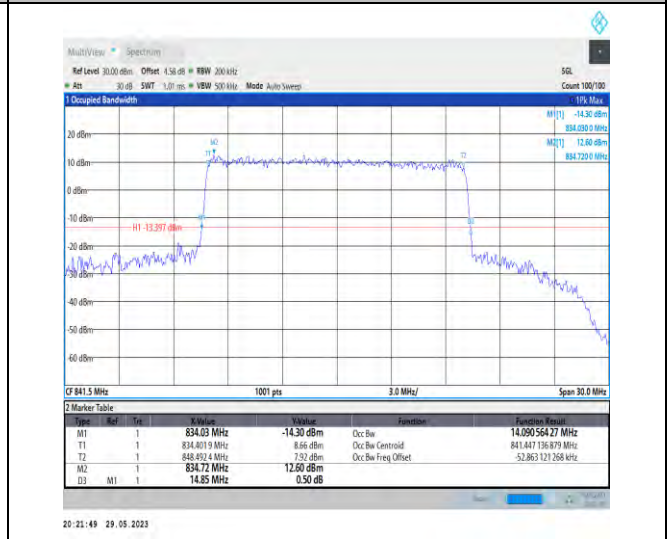 MultiView Spectrum
Ref Level 30.00 dBm Offset 4.56 dB RBW 200 kHz SGL
Att 30 dB SWT 1.01 ms VBW 500 kHz Mode Auto Sweep Count 100/100
1 Occupied Bandwidth 1Pk Max
M1[1] -14.30 dBm
834.030 0 MHz
20 dBm M2[1] 12.60 dBm
834.720 0 MHz
M2
T1 T2
10 dBm
0 dBm
-10 dBm
H1 -13.397 dBm
-20 dBm
-30 dBm
-40 dBm
-50 dBm
-60 dBm
CF 841.5 MHz 1001 pts 3.0 MHz/ Span 30.0 MHz
2 Marker Table
Type Ref Trc X-Value Y-Value Function Function Result
M1 1 834.03 MHz -14.30 dBm Occ Bw 14.090 564 27 MHz
T1 1 834.401 9 MHz 8.66 dBm Occ Bw Centroid 841.447 136 879 MHz
T2 1 848.492 4 MHz 7.92 dBm Occ Bw Freq Offset -52.863 121 268 kHz
M2 1 834.72 MHz 12.60 dBm
D3 M1 1 14.85 MHz 0.50 dB
20:21:49 29.05.2023